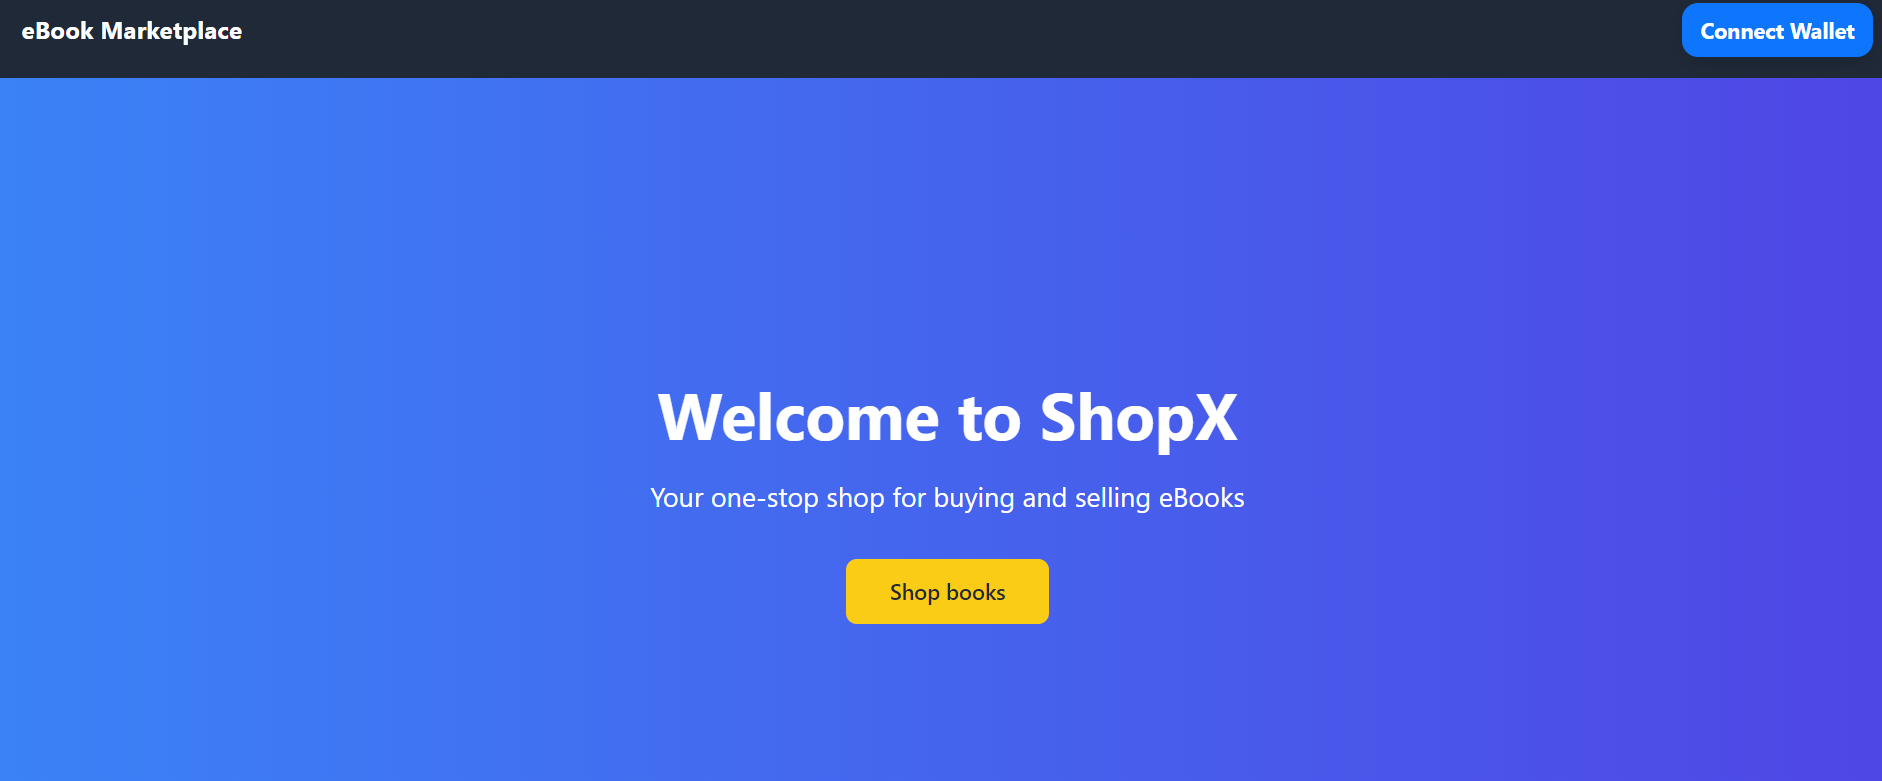 eBook Marketplace
Connect Wallet
Welcome to ShopX
Your one-stop shop for buying and selling eBooks
Shop books